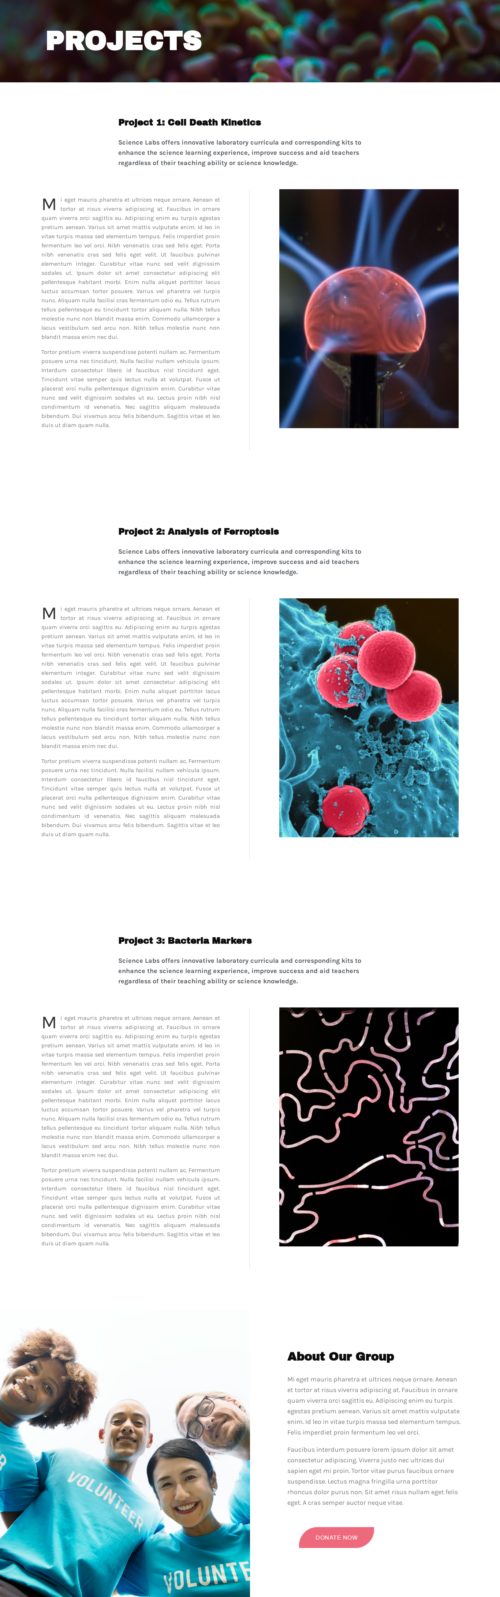 PROJECTS
Project 1: Cell Death Kinetics
Science Labs offers innovative laboratory curricula and corresponding kits to
enhance the science learning experience, improve success and aid teachers
regardless of their teaching ability or science knowledge.
Mi eget mauris pharetra et ultrices neque ornare. Aenean et
tortor at risus viverra adipiscing at. Faucibus in ornare
quam viverra orci sagittis eu. Adipiscing enim eu turpis egestas
pretium aenean. Varius sit amet mattis vulputate enim. Id leo in
vitae turpis massa sed elementum tempus. Felis imperdiet proin
fermentum leo vel orci. Nibh venenatis cras sed felis eget. Porta
nibh venenatis cras sed felis eget velit. Ut faucibus pulvinar
elementum integer. Curabitur vitae nunc sed velit dignissim
sodales ut. Ipsum dolor sit amet consectetur adipiscing elit
pellentesque habitant morbi. Enim nulla aliquet porttitor lacus
luctus accumsan tortor posuere. Varius vel pharetra vel turpis
nunc. Aliquam nulla facilisi cras fermentum odio eu. Tellus rutrum
tellus pellentesque eu tincidunt tortor aliquam nulla. Nibh tellus
molestie nunc non blandit massa enim. Commodo ullamcorper a
lacus vestibulum sed arcu non. Nibh tellus molestie nunc non
blandit massa enim nec dui.
Tortor pretium viverra suspendisse potenti nullam ac. Fermentum
posuere urna nec tincidunt. Nulla facilisi nullam vehicula ipsum.
Interdum consectetur libero id faucibus nisl tincidunt eget.
Tincidunt vitae semper quis lectus nulla at volutpat. Fusce ut
placerat orci nulla pellentesque dignissim enim. Curabitur vitae
nunc sed velit dignissim sodales ut eu. Lectus proin nibh nisl
condimentum id venenatis. Nec sagittis aliquam malesuada
bibendum. Dui vivamus arcu felis bibendum. Sagittis vitae et leo
duis ut diam quam nulla.
Project 2: Analysis of Ferroptosis
Science Labs offers innovative laboratory curricula and corresponding kits to
enhance the science learning experience, improve success and aid teachers
regardless of their teaching ability or science knowledge.
Mi eget mauris pharetra et ultrices neque ornare. Aenean et
tortor at risus viverra adipiscing at. Faucibus in ornare
quam viverra orci sagittis eu. Adipiscing enim eu turpis egestas
pretium aenean. Varius sit amet mattis vulputate enim. Id leo in
vitae turpis massa sed elementum tempus. Felis imperdiet proin
fermentum leo vel orci. Nibh venenatis cras sed felis eget. Porta
nibh venenatis cras sed felis eget velit. Ut faucibus pulvinar
elementum integer. Curabitur vitae nunc sed velit dignissim
sodales ut. Ipsum dolor sit amet consectetur adipiscing elit
pellentesque habitant morbi. Enim nulla aliquet porttitor lacus
luctus accumsan tortor posuere. Varius vel pharetra vel turpis
nunc. Aliquam nulla facilisi cras fermentum odio eu. Tellus rutrum
tellus pellentesque eu tincidunt tortor aliquam nulla. Nibh tellus
molestie nunc non blandit massa enim. Commodo ullamcorper a
lacus vestibulum sed arcu non. Nibh tellus molestie nunc non
blandit massa enim nec dui.
Tortor pretium viverra suspendisse potenti nullam ac. Fermentum
posuere urna nec tincidunt. Nulla facilisi nullam vehicula ipsum.
Interdum consectetur libero id faucibus nisl tincidunt eget.
Tincidunt vitae semper quis lectus nulla at volutpat. Fusce ut
placerat orci nulla pellentesque dignissim enim. Curabitur vitae
nunc sed velit dignissim sodales ut eu. Lectus proin nibh nisl
condimentum id venenatis. Nec sagittis aliquam malesuada
bibendum. Dui vivamus arcu felis bibendum. Sagittis vitae et leo
duis ut diam quam nulla.
Project 3: Bacteria Markers
Science Labs offers innovative laboratory curricula and corresponding kits to
enhance the science learning experience, improve success and aid teachers
regardless of their teaching ability or science knowledge.
Mi eget mauris pharetra et ultrices neque ornare. Aenean et
tortor at risus viverra adipiscing at. Faucibus in ornare
quam viverra orci sagittis eu. Adipiscing enim eu turpis egestas
pretium aenean. Varius sit amet mattis vulputate enim. Id leo in
vitae turpis massa sed elementum tempus. Felis imperdiet proin
fermentum leo vel orci. Nibh venenatis cras sed felis eget. Porta
nibh venenatis cras sed felis eget velit. Ut faucibus pulvinar
elementum integer. Curabitur vitae nunc sed velit dignissim
sodales ut. Ipsum dolor sit amet consectetur adipiscing elit
pellentesque habitant morbi. Enim nulla aliquet porttitor lacus
luctus accumsan tortor posuere. Varius vel pharetra vel turpis
nunc. Aliquam nulla facilisi cras fermentum odio eu. Tellus rutrum
tellus pellentesque eu tincidunt tortor aliquam nulla. Nibh tellus
molestie nunc non blandit massa enim. Commodo ullamcorper a
lacus vestibulum sed arcu non. Nibh tellus molestie nunc non
blandit massa enim nec dui.
Tortor pretium viverra suspendisse potenti nullam ac. Fermentum
posuere urna nec tincidunt. Nulla facilisi nullam vehicula ipsum.
Interdum consectetur libero id faucibus nisl tincidunt eget.
Tincidunt vitae semper quis lectus nulla at volutpat. Fusce ut
placerat orci nulla pellentesque dignissim enim. Curabitur vitae
nunc sed velit dignissim sodales ut eu. Lectus proin nibh nisl
condimentum id venenatis. Nec sagittis aliquam malesuada
bibendum. Dui vivamus arcu felis bibendum. Sagittis vitae et leo
duis ut diam quam nulla.
VOLUNTEER
VOLUNTE
About Our Group
Mi eget mauris pharetra et ultrices neque ornare. Aenean
et tortor at risus viverra adipiscing at. Faucibus in ornare
quam viverra orci sagittis eu. Adipiscing enim eu turpis
egestas pretium aenean. Varius sit amet mattis vulputate
enim. Id leo in vitae turpis massa sed elementum tempus.
Felis imperdiet proin fermentum leo vel orci.
Faucibus interdum posuere lorem ipsum dolor sit amet
consectetur adipiscing. Viverra justo nec ultrices dui
sapien eget mi proin. Tortor vitae purus faucibus ornare
suspendisse. Lectus magna fringilla urna porttitor
rhoncus dolor purus non. Sit amet risus nullam eget felis
eget. A cras semper auctor neque vitae.
DONATE NOW